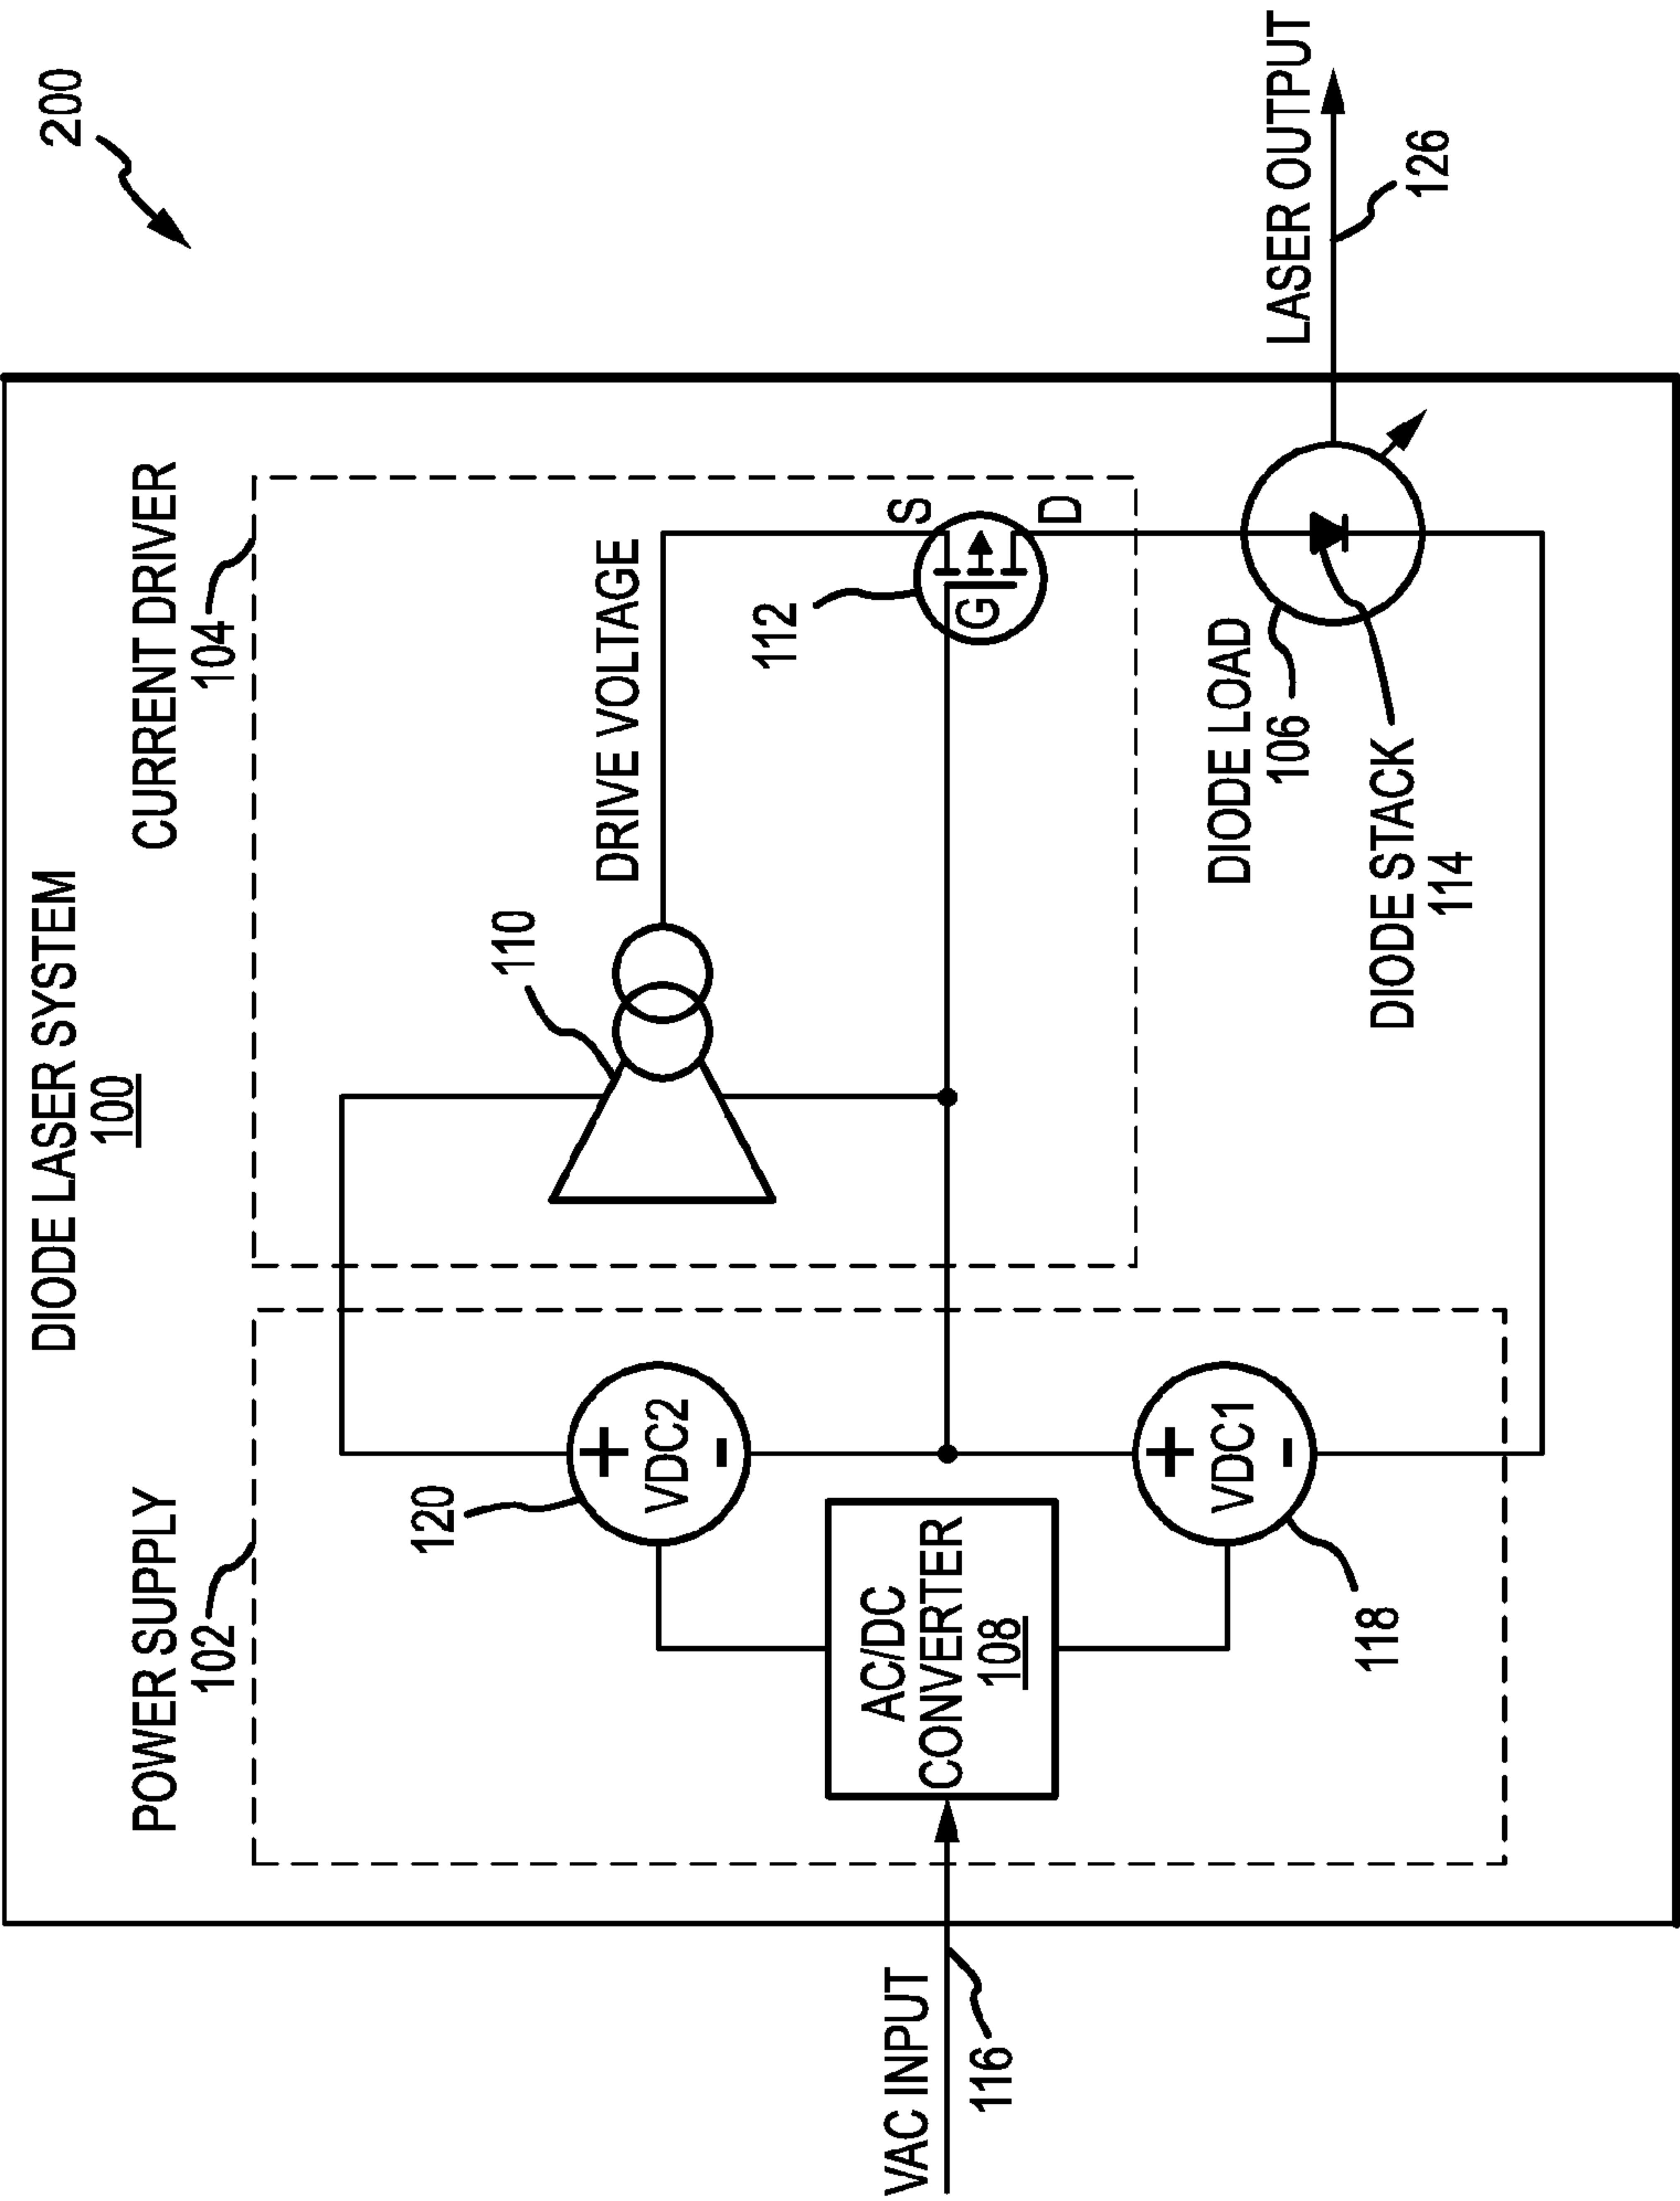 200
DIODE LASER SYSTEM
100
POWER SUPPLY
102
CURRENT DRIVER
104
120
+
VDC2
-
110
DRIVE VOLTAGE
S
112
G
D
VAC INPUT
116
AC/DC
CONVERTER
108
+
VDC1
-
118
DIODE LOAD
106
DIODE STACK
114
LASER OUTPUT
126